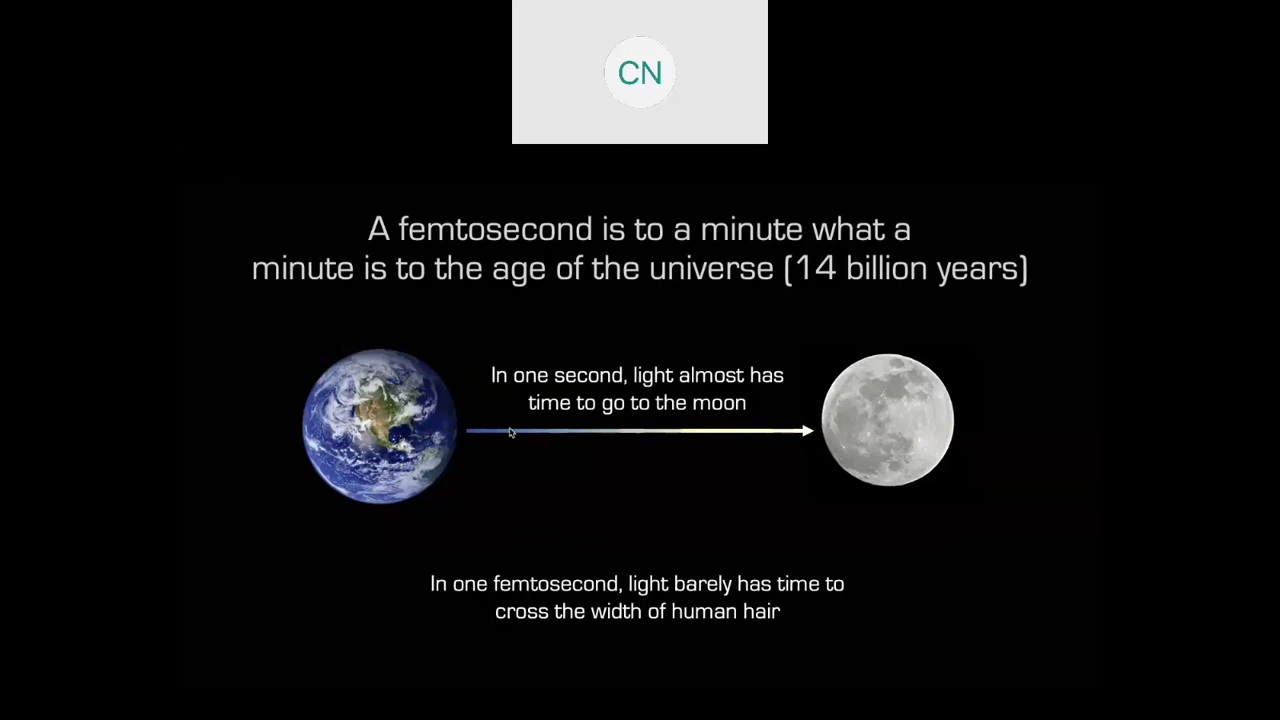 CN
A femtosecond is to a minute what a
minute is to the age of the universe (14 billion years)
In one second, light almost has
time to go to the moon
In one femtosecond, light barely has time to
cross the width of human hair